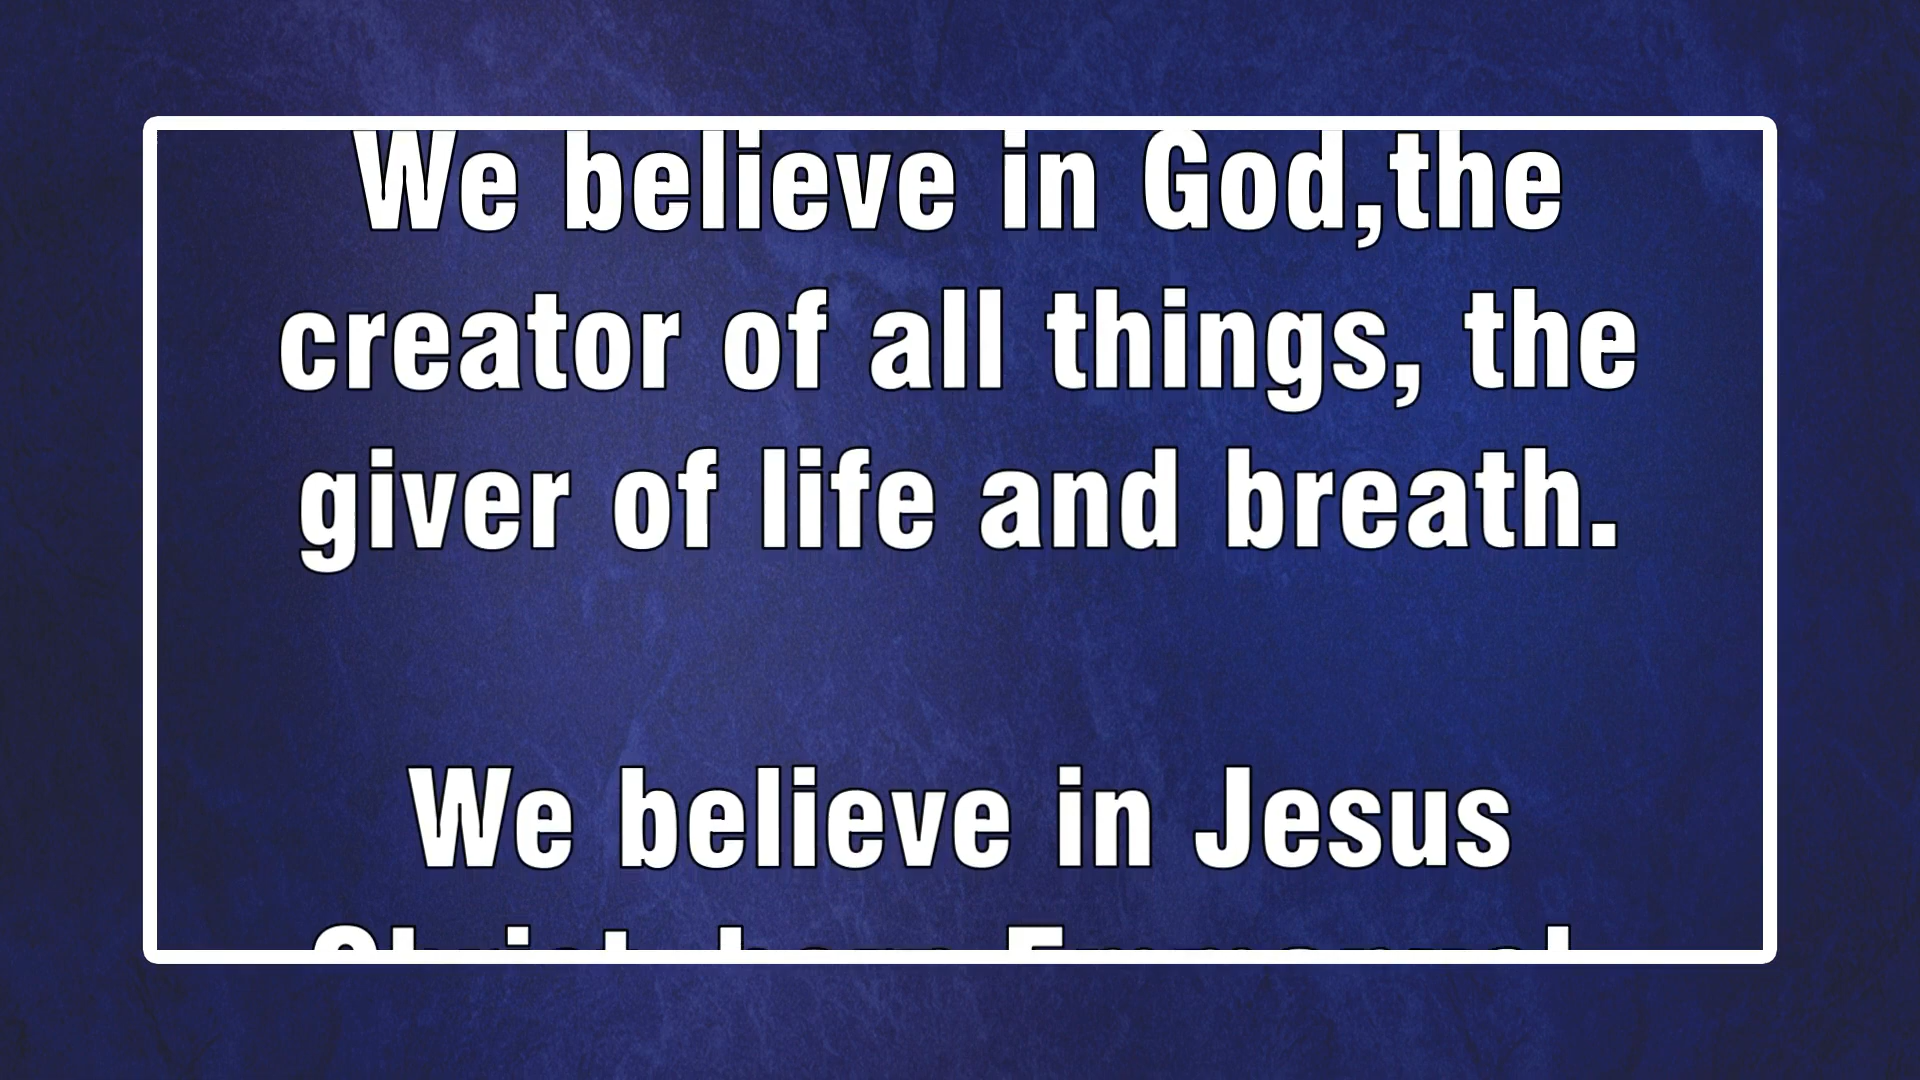 We believe in God,the
creator of all things, the
giver of life and breath.
We believe in Jesus